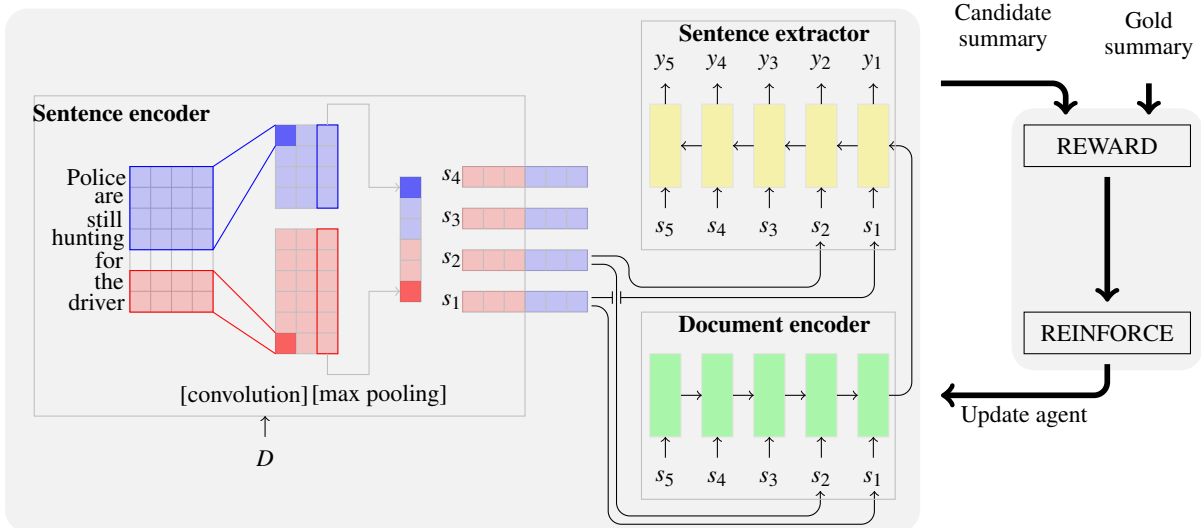 Sentence encoder
Police
are
still
hunting
for
the
driver
[convolution] [max pooling]
D
s4
s3
s2
s1
Sentence extractor
y5 y4 y3 y2 y1
s5 s4 s3 s2 s1
Document encoder
s5 s4 s3 s2 s1
Candidate
summary
Gold
summary
REWARD
REINFORCE
Update agent